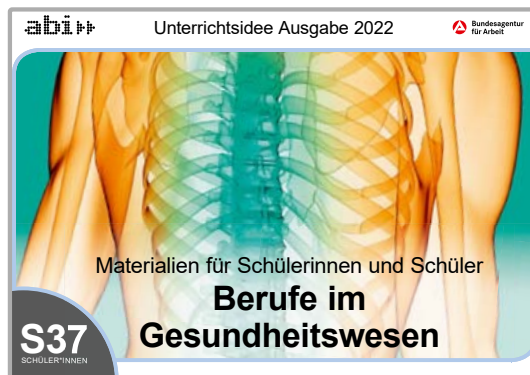 abi»
Unterrichtsidee Ausgabe 2022
Bundesagentur
für Arbeit
Materialien für Schülerinnen und Schüler
Berufe im
Gesundheitswesen
S37
SCHÜLER*INNEN